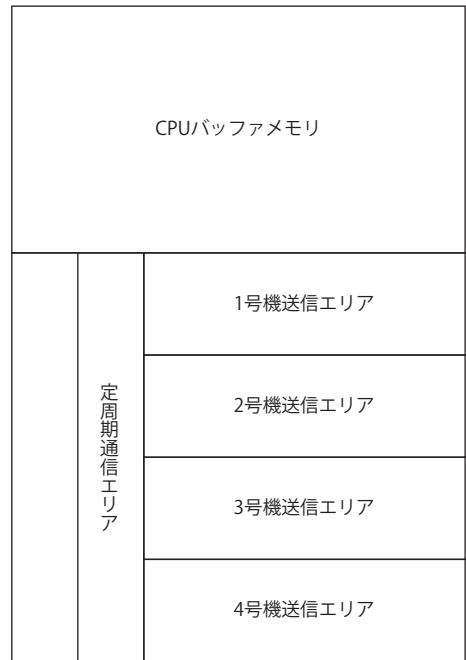 CPUバッファメモリ
定周期通信エリア
1号機送信エリア
2号機送信エリア
3号機送信エリア
4号機送信エリア